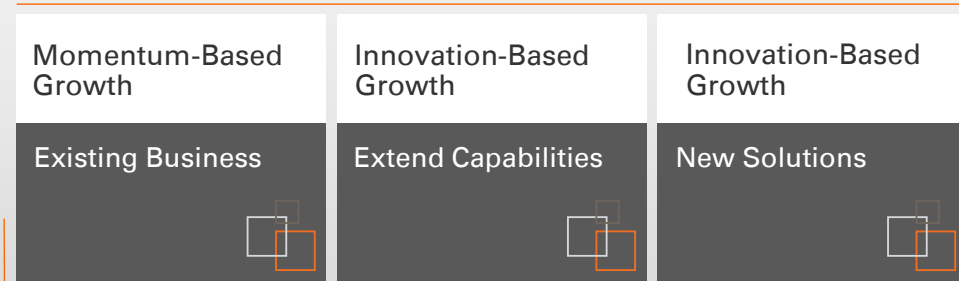 Momentum-Based
Growth
Existing Business
Innovation-Based
Growth
Extend Capabilities
Innovation-Based
Growth
New Solutions